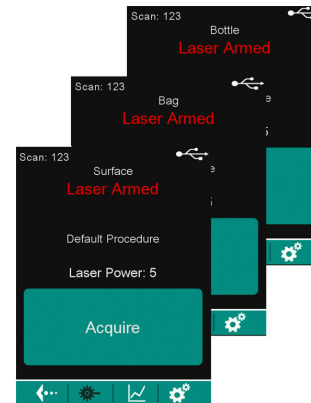 Scan: 123
Bottle
Laser Armed
Scan: 123
Bag
Laser Armed
Scan: 123
Surface
Laser Armed
Default Procedure
Laser Power: 5
Acquire